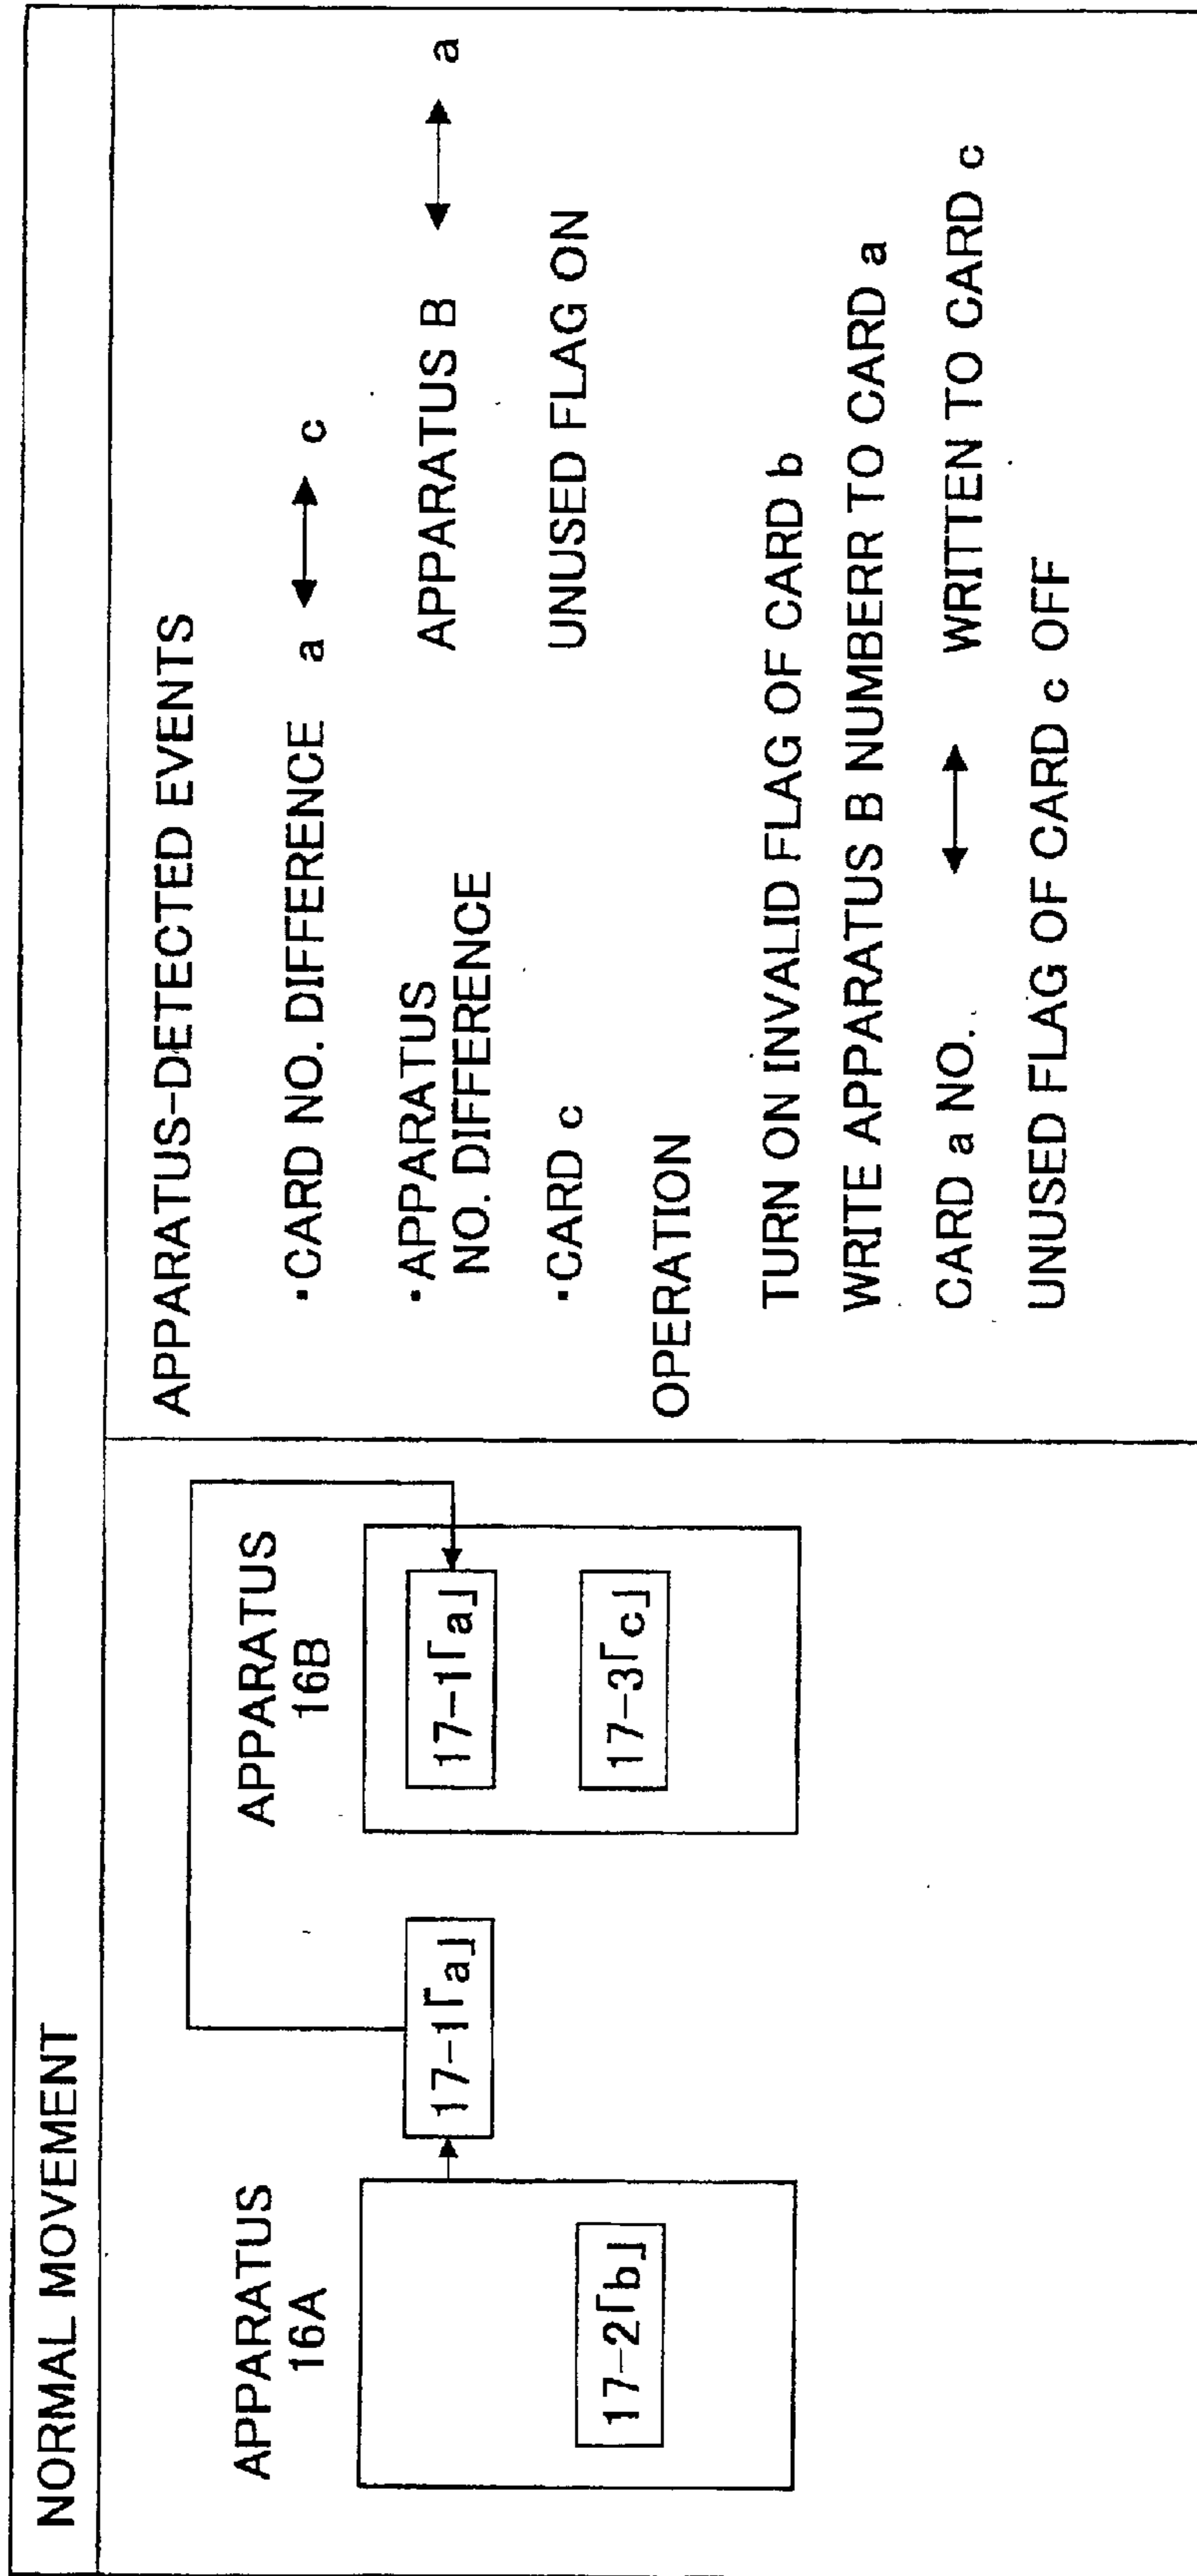 NORMAL MOVEMENT
APPARATUS
16A
17-2「b」
17-1「a」
APPARATUS
16B
17-1「a」
17-3「c」
APPARATUS-DETECTED EVENTS
・CARD NO. DIFFERENCE a ↔ c
・APPARATUS
NO. DIFFERENCE APPARATUS B ↔ a
・CARD c UNUSED FLAG ON
OPERATION
TURN ON INVALID FLAG OF CARD b
WRITE APPARATUS B NUMBERR TO CARD a
CARD a NO. ↔ WRITTEN TO CARD c
UNUSED FLAG OF CARD c OFF